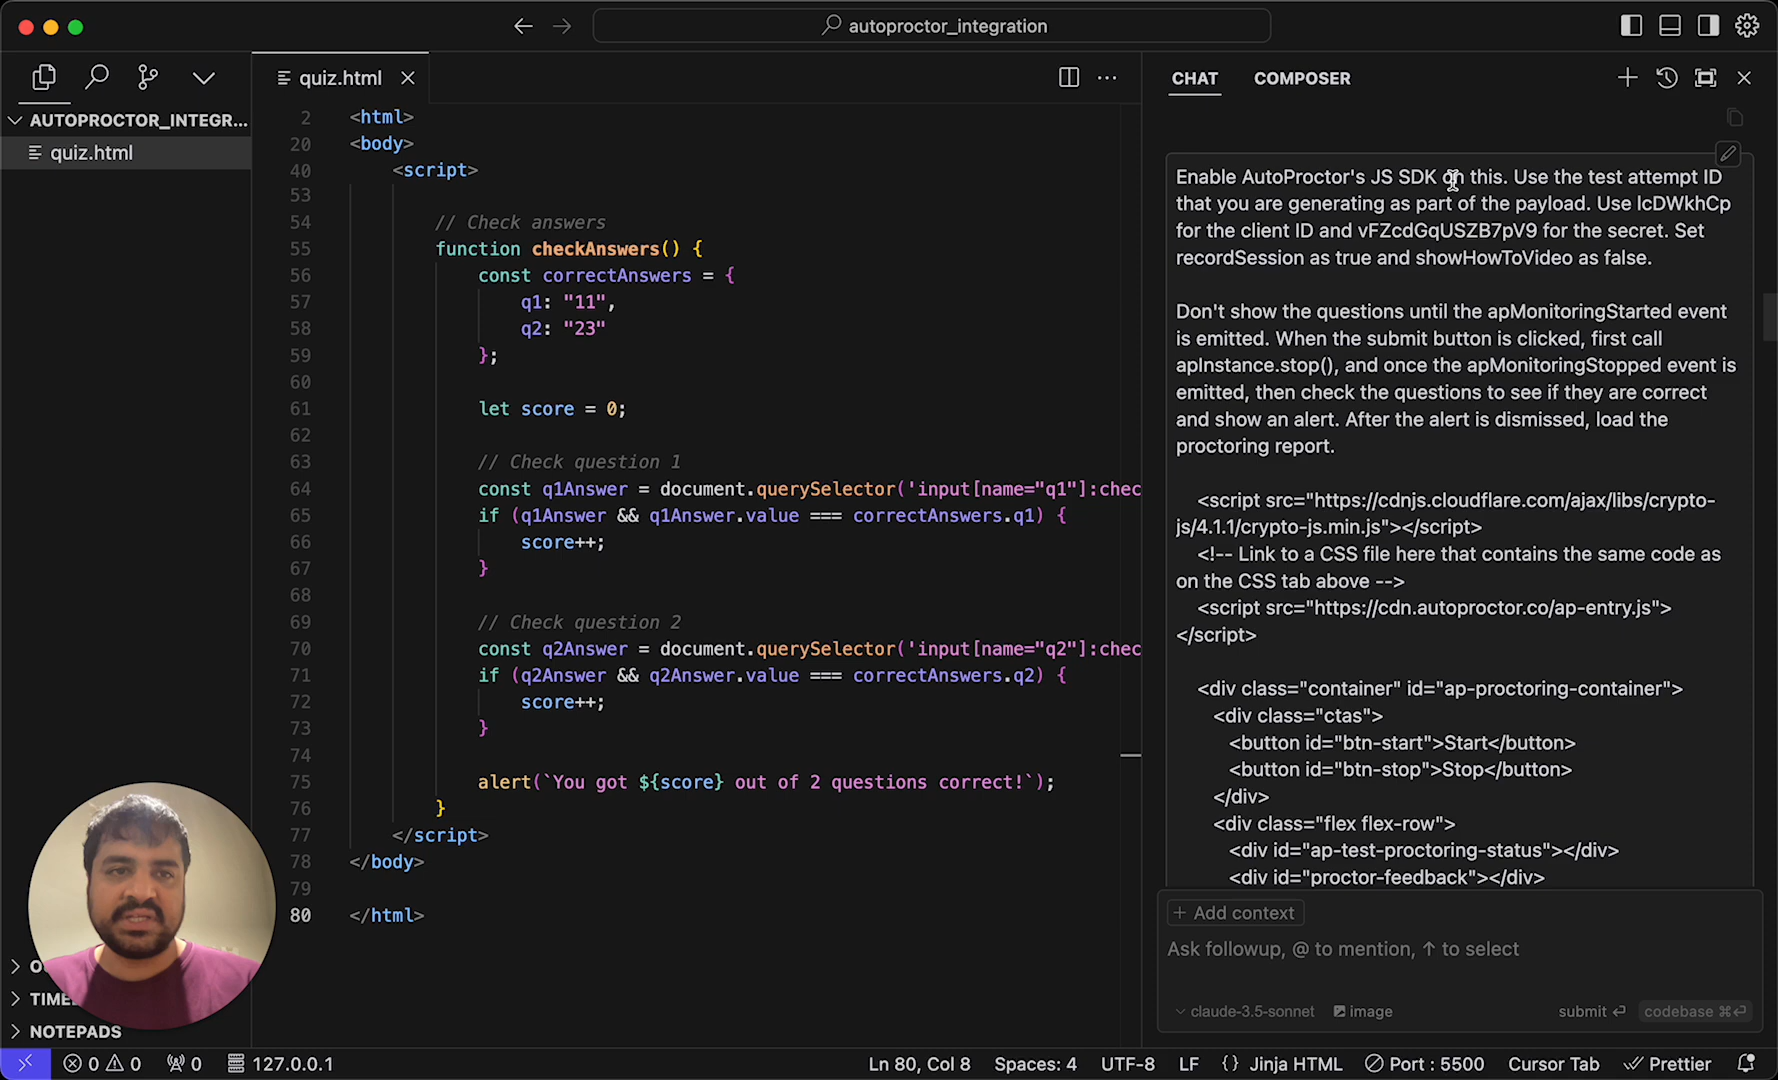 autoproctor_integration
AUTOPROCTOR_INTEGR...
quiz.html
NOTEPADS
quiz.html
2 <html>
20 <body>
40 <script>
53
54 // Check answers
55 function checkAnswers() {
56 const correctAnswers = {
57 q1: "11",
58 q2: "23"
59 };
60
61 let score = 0;
62
63 // Check question 1
64 const q1Answer = document.querySelector('input[name="q1"]:chec
65 if (q1Answer && q1Answer.value === correctAnswers.q1) {
66 score++;
67 }
68
69 // Check question 2
70 const q2Answer = document.querySelector('input[name="q2"]:chec
71 if (q2Answer && q2Answer.value === correctAnswers.q2) {
72 score++;
73 }
74
75 alert(`You got ${score} out of 2 questions correct!`);
76 }
77 </script>
78 </body>
79
80 </html>
CHAT COMPOSER
Enable AutoProctor's JS SDK on this. Use the test attempt ID
that you are generating as part of the payload. Use lcDWkhCp
for the client ID and vFZcdGqUSZB7pV9 for the secret. Set
recordSession as true and showHowToVideo as false.
Don't show the questions until the apMonitoringStarted event
is emitted. When the submit button is clicked, first call
apInstance.stop(), and once the apMonitoringStopped event is
emitted, then check the questions to see if they are correct
and show an alert. After the alert is dismissed, load the
proctoring report.
<script src="https://cdnjs.cloudflare.com/ajax/libs/crypto-
js/4.1.1/crypto-js.min.js"></script>
<!-- Link to a CSS file here that contains the same code as
on the CSS tab above -->
<script src="https://cdn.autoproctor.co/ap-entry.js">
</script>
<div class="container" id="ap-proctoring-container">
<div class="ctas">
<button id="btn-start">Start</button>
<button id="btn-stop">Stop</button>
</div>
<div class="flex flex-row">
<div id="ap-test-proctoring-status"></div>
<div id="proctor-feedback"></div>
+ Add context
Ask followup, @ to mention, ↑ to select
claude-3.5-sonnet image submit ⏎ codebase ⌘⏎
0 0 0 127.0.0.1 Ln 80, Col 8 Spaces: 4 UTF-8 LF {} Jinja HTML Port : 5500 Cursor Tab Prettier